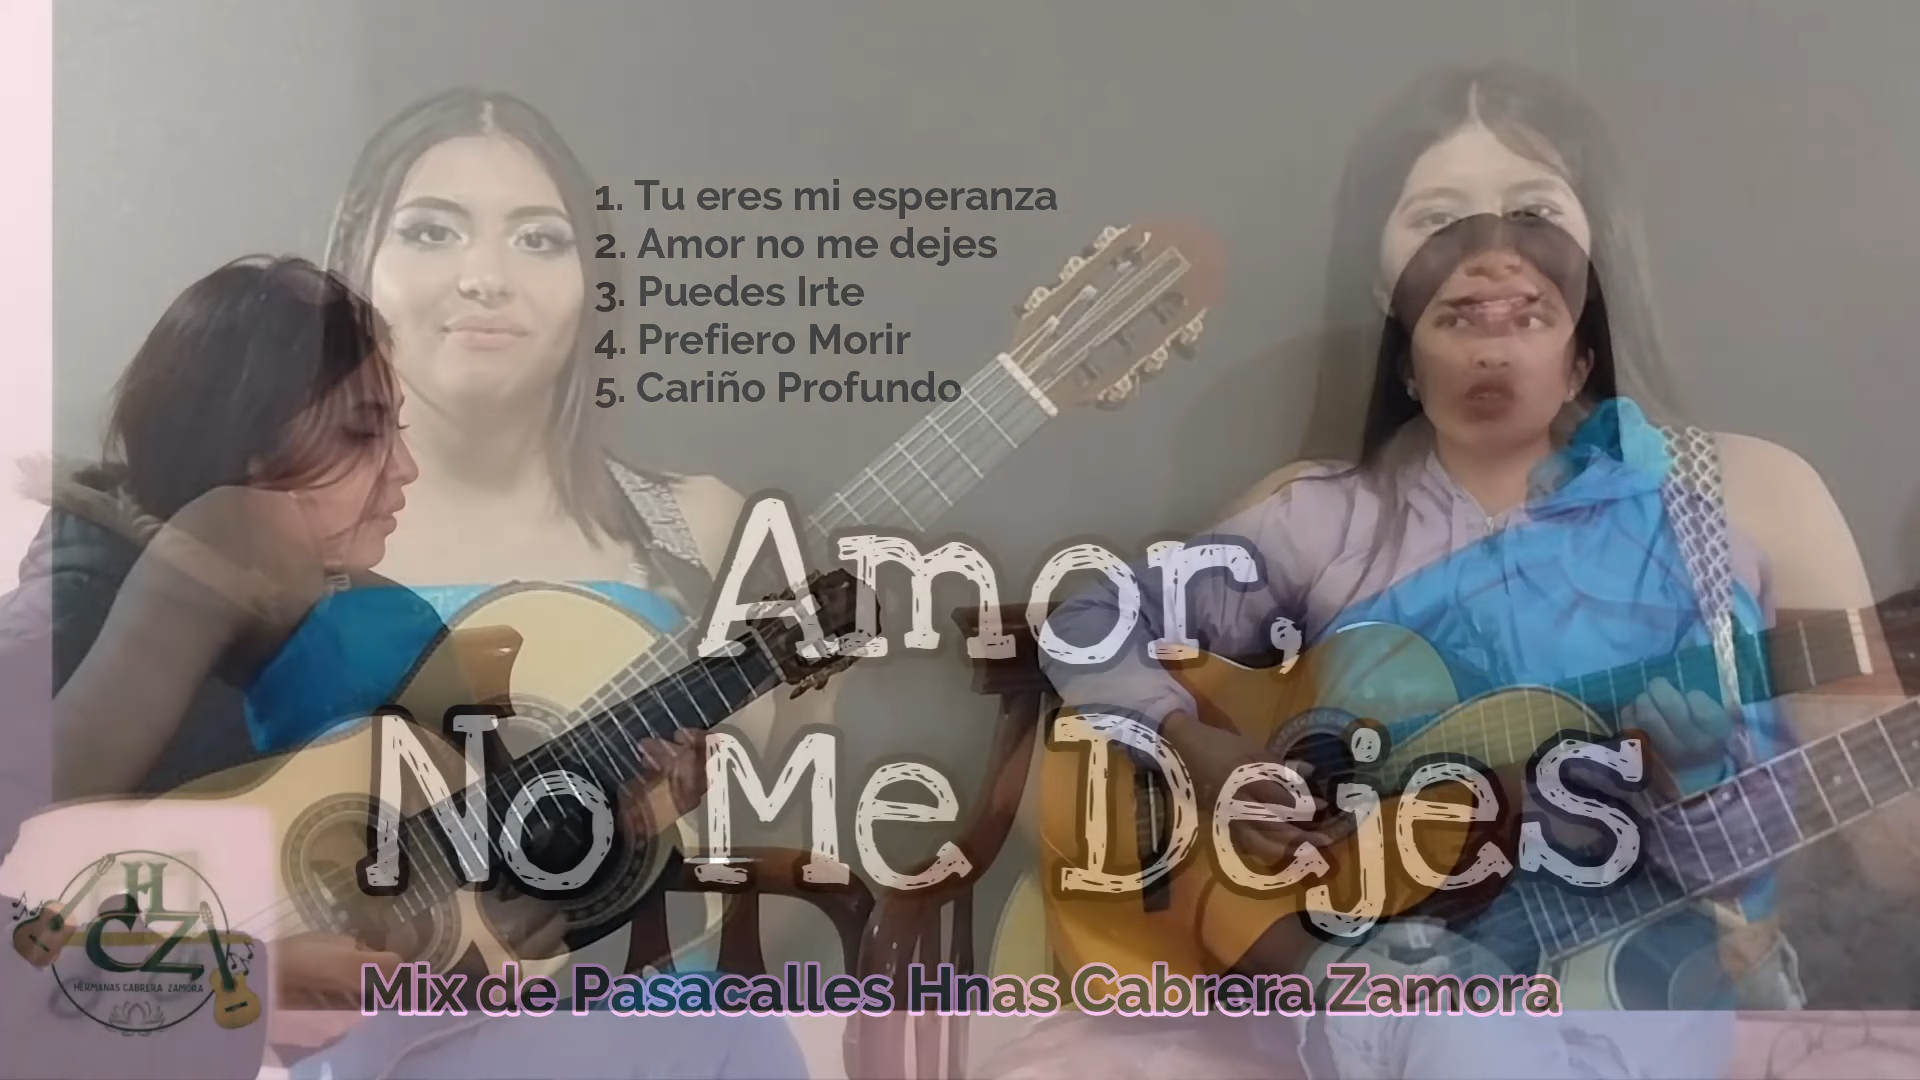 1. Tu eres mi esperanza
2. Amor no me dejes
3. Puedes Irte
4. Prefiero Morir
5. Cariño Profundo
Amor,
No Me Dejes
Mix de Pasacalles Hnas Cabrera Zamora
H
CZ
HERMANAS CABRERA ZAMORA